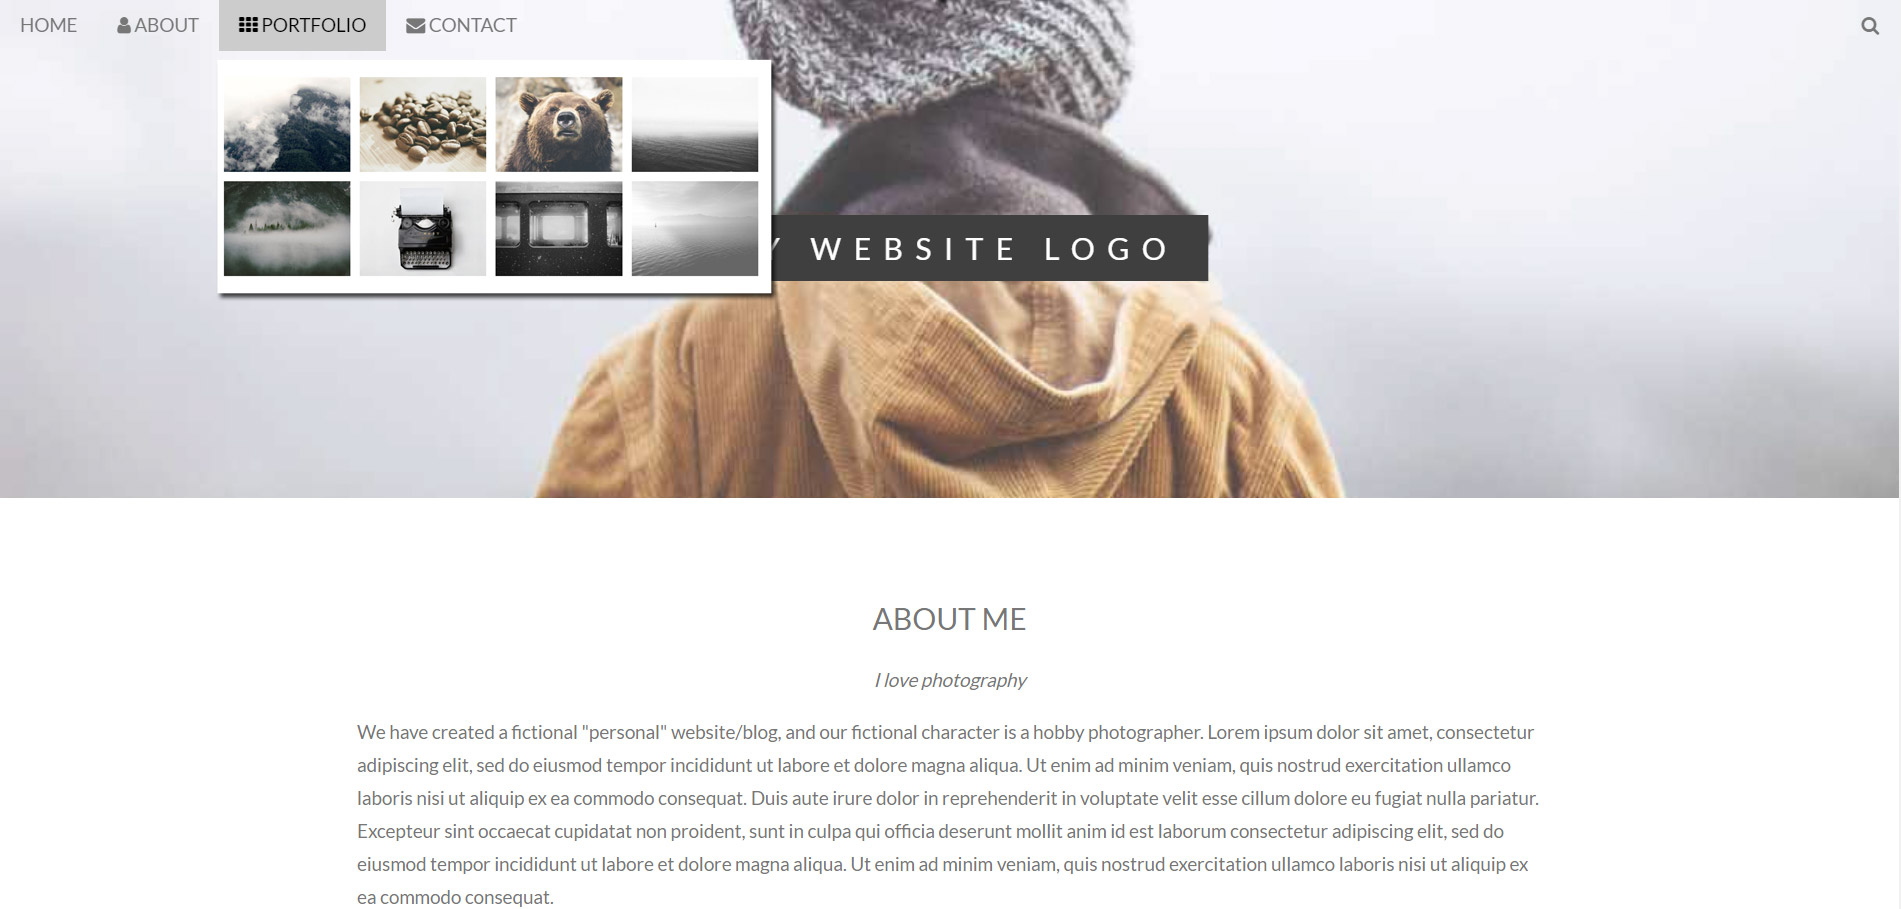 HOME
ABOUT
PORTFOLIO
CONTACT
WEBSITE LOGO
ABOUT ME
I love photography
We have created a fictional "personal" website/blog, and our fictional character is a hobby photographer. Lorem ipsum dolor sit amet, consectetur
adipiscing elit, sed do eiusmod tempor incididunt ut labore et dolore magna aliqua. Ut enim ad minim veniam, quis nostrud exercitation ullamco
laboris nisi ut aliquip ex ea commodo consequat. Duis aute irure dolor in reprehenderit in voluptate velit esse cillum dolore eu fugiat nulla pariatur.
Excepteur sint occaecat cupidatat non proident, sunt in culpa qui officia deserunt mollit anim id est laborum consectetur adipiscing elit, sed do
eiusmod tempor incididunt ut labore et dolore magna aliqua. Ut enim ad minim veniam, quis nostrud exercitation ullamco laboris nisi ut aliquip ex
ea commodo consequat.